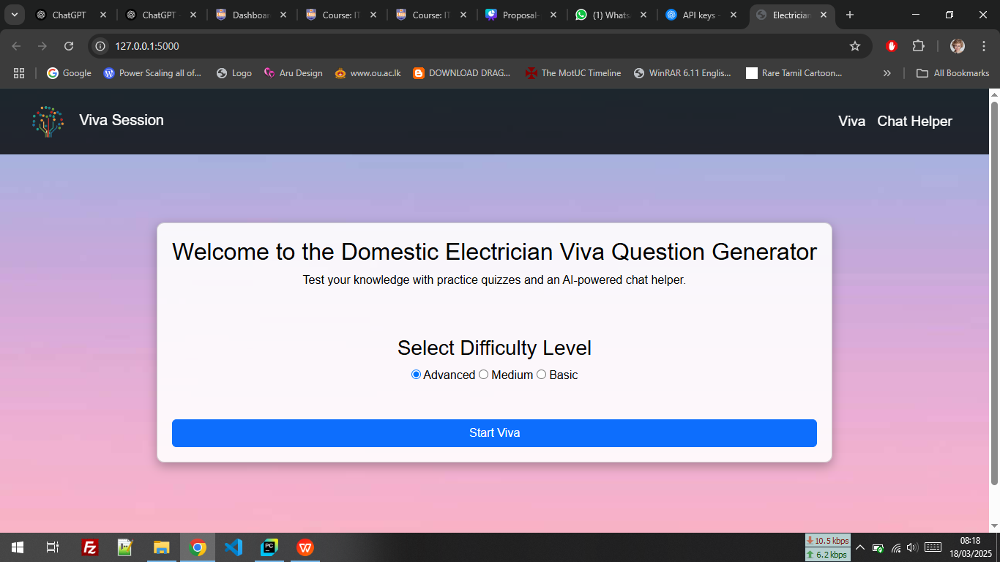 ChatGPT
ChatGPT
Dashboar
Course: IT
Course: IT
Proposal-
(1) Whats
API keys -
Electrician
127.0.0.1:5000
Google
Power Scaling all of...
Logo
Aru Design
www.ou.ac.lk
DOWNLOAD DRAG...
The MotUC Timeline
WinRAR 6.11 Englis...
Rare Tamil Cartoon...
All Bookmarks
Viva Session
Viva Chat Helper
Welcome to the Domestic Electrician Viva Question Generator
Test your knowledge with practice quizzes and an AI-powered chat helper.
Select Difficulty Level
Advanced Medium Basic
Start Viva
10.5 kbps
6.2 kbps
08:18
18/03/2025